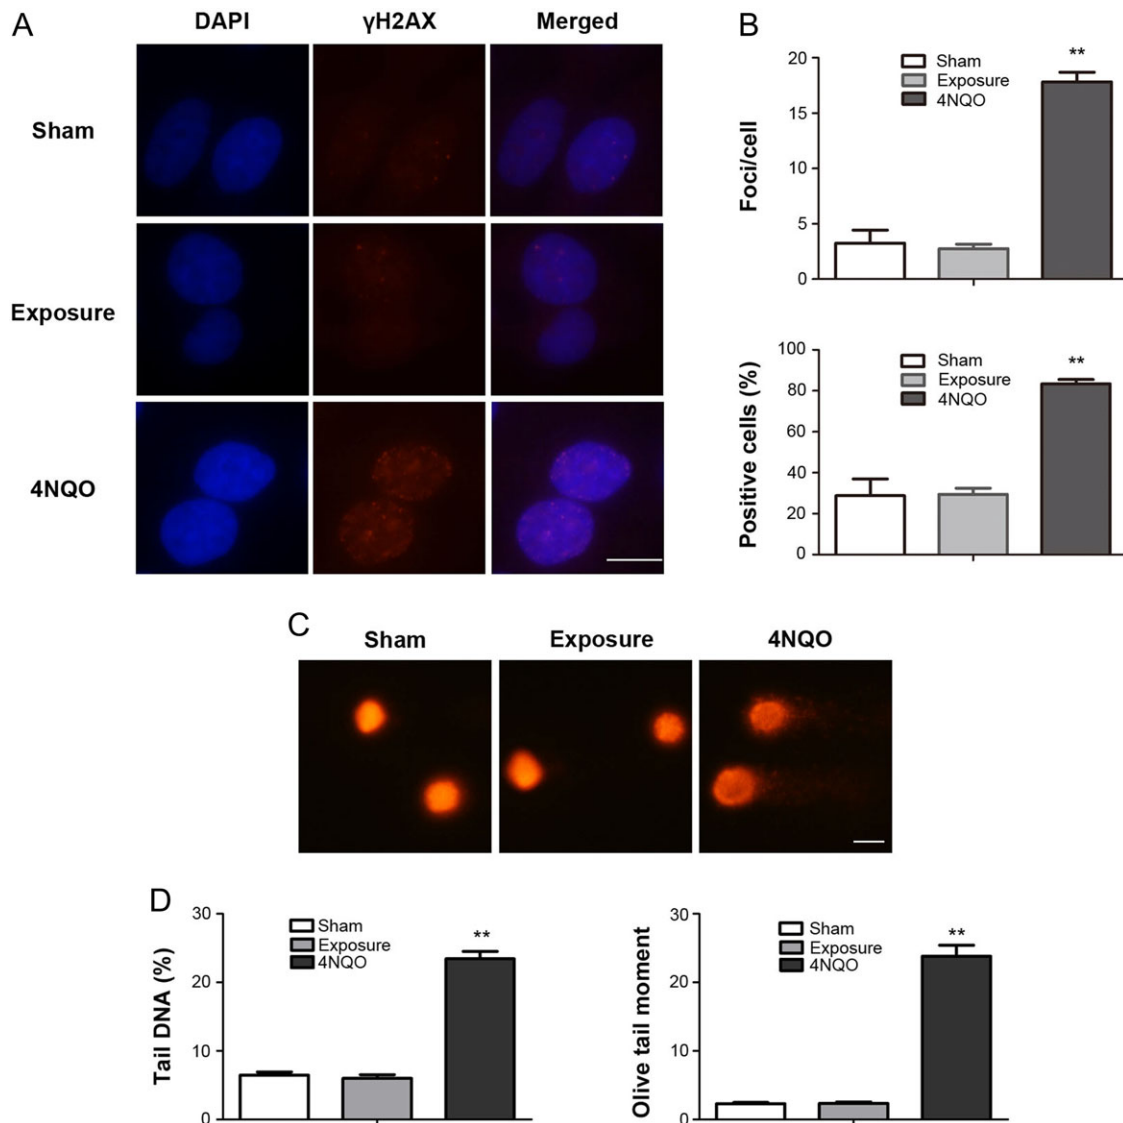 A
DAPI γH2AX Merged
Sham
Exposure
4NQO
B
Foci/cell
20
15
10
5
0
Sham
Exposure
4NQO
**
Positive cells (%)
100
80
60
40
20
0
Sham
Exposure
4NQO
**
C
Sham Exposure 4NQO
D
Tail DNA (%)
30
20
10
0
Sham
Exposure
4NQO
**
Olive tail moment
30
20
10
0
Sham
Exposure
4NQO
**